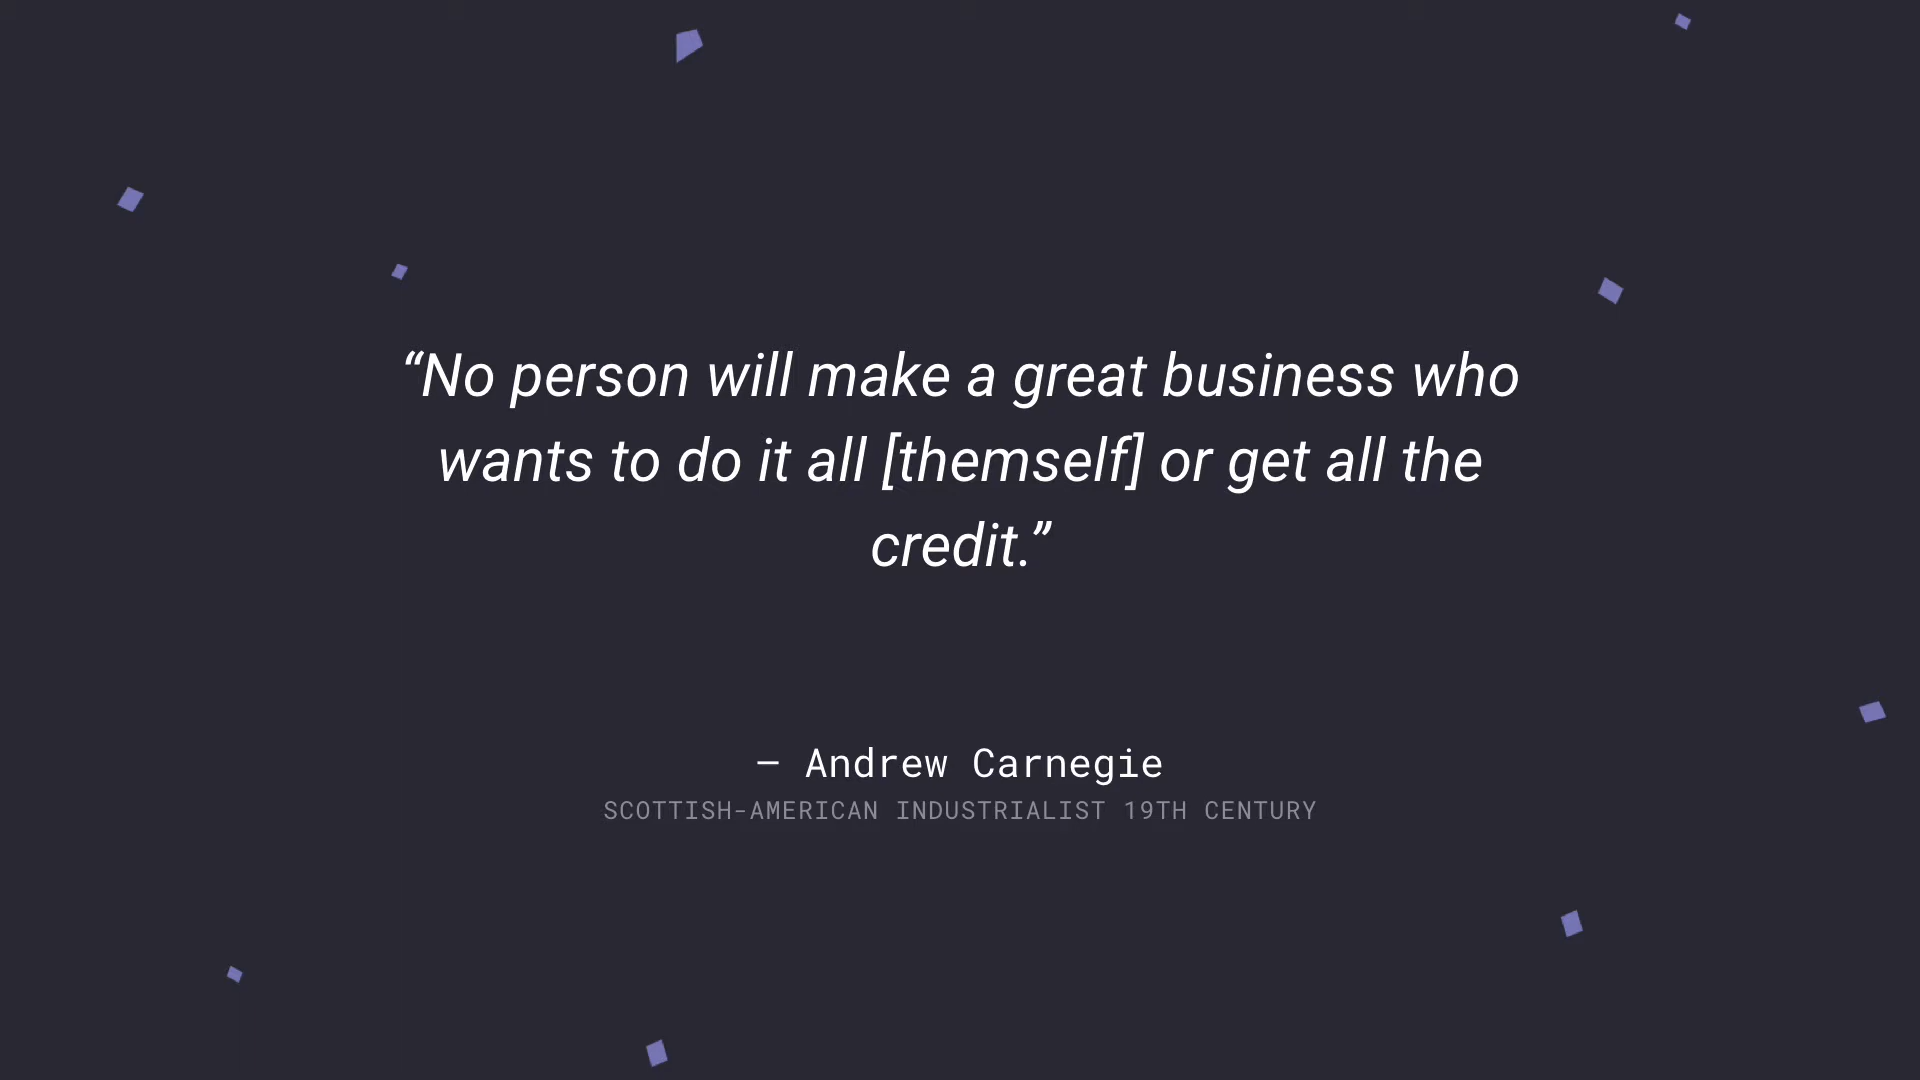 “No person will make a great business who
wants to do it all [themself] or get all the
credit.”
– Andrew Carnegie
SCOTTISH-AMERICAN INDUSTRIALIST 19TH CENTURY